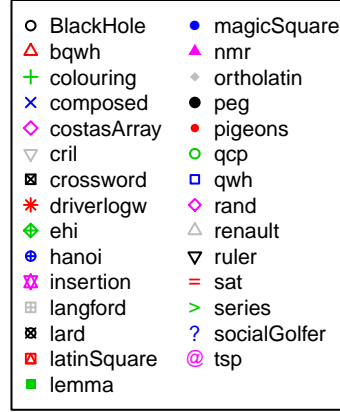 BlackHole
bqwh
colouring
composed
costasArray
cril
crossword
driverlogw
ehi
hanoi
insertion
langford
lard
latinSquare
lemma
magicSquare
nmr
ortholatin
peg
pigeons
qcp
qwh
rand
renault
ruler
= sat
> series
? socialGolfer
@ tsp